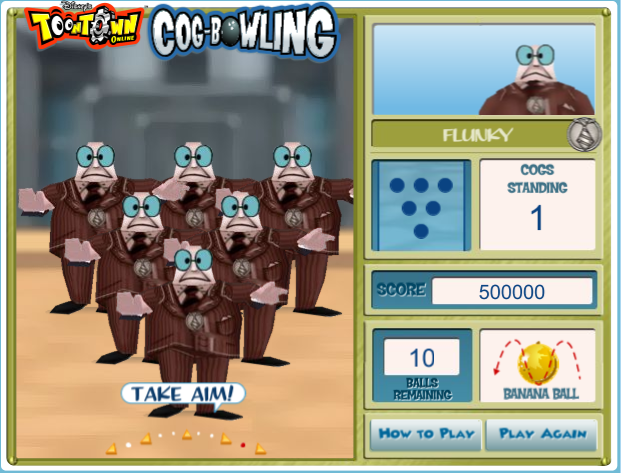 Disney's
TOONTOWN
ONLINE
COG-BOWLING
FLUNKY
COGS
STANDING
1
SCORE 500000
10
BALLS
REMAINING
BANANA BALL
TAKE AIM!
HOW TO PLAY
PLAY AGAIN